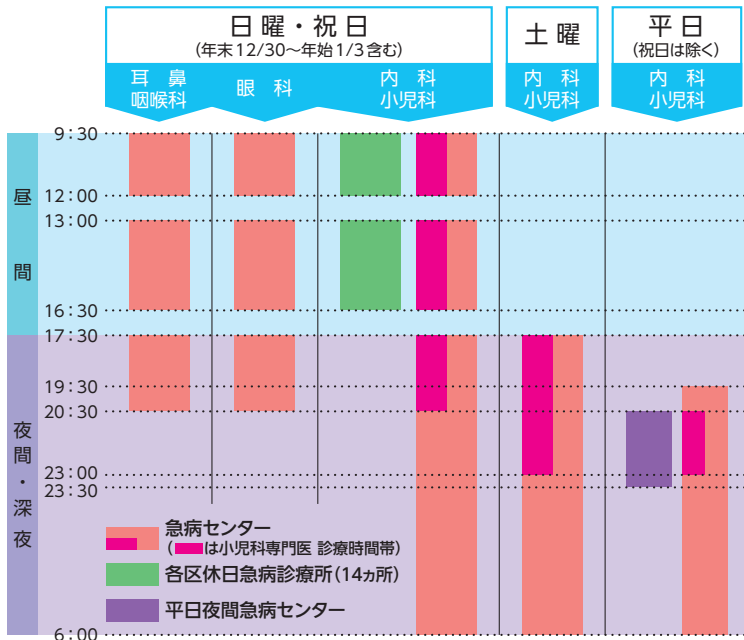 日曜・祝日
(年末12/30～年始1/3含む)
土曜
平日
(祝日は除く)
耳鼻
咽喉科
眼科
内科
小児科
内科
小児科
内科
小児科
昼間
9:30
12:00
13:00
16:30
17:30
夜間・深夜
19:30
20:30
23:00
23:30
6:00
急病センター
(は小児科専門医 診療時間帯)
各区休日急病診療所(14ヵ所)
平日夜間急病センター